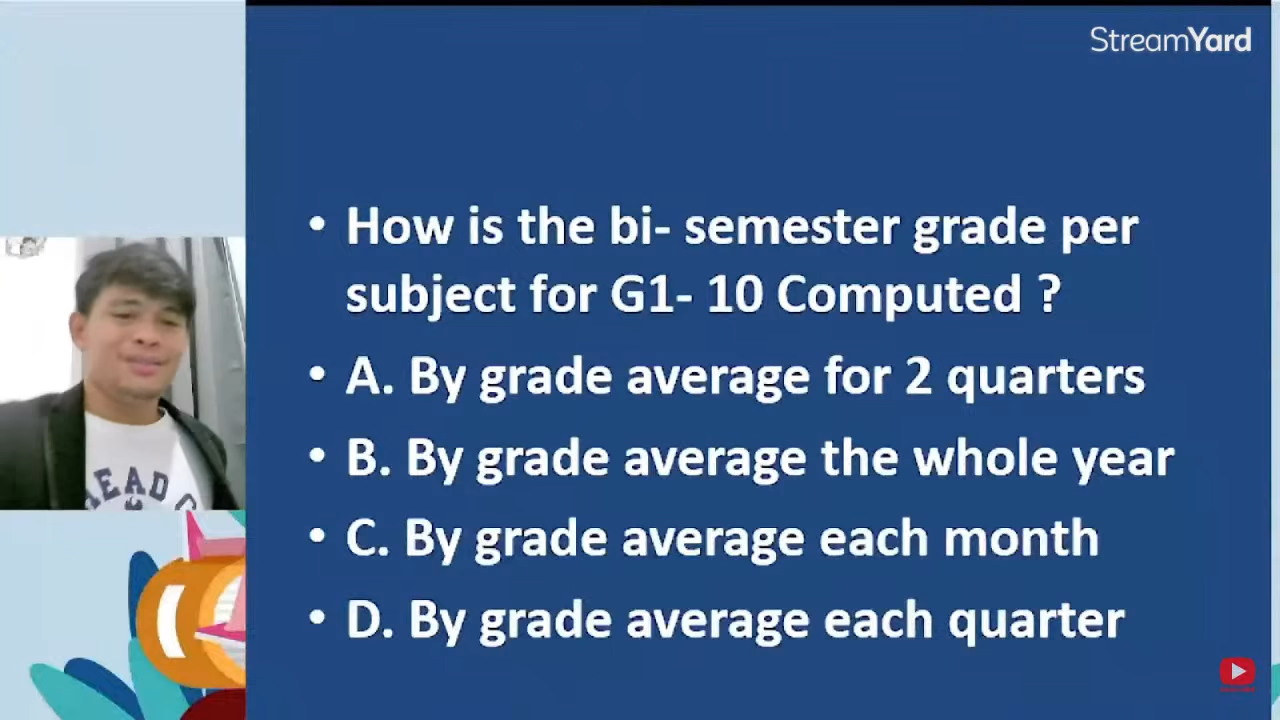 StreamYard
• How is the bi- semester grade per
subject for G1- 10 Computed ?
• A. By grade average for 2 quarters
• B. By grade average the whole year
• C. By grade average each month
• D. By grade average each quarter